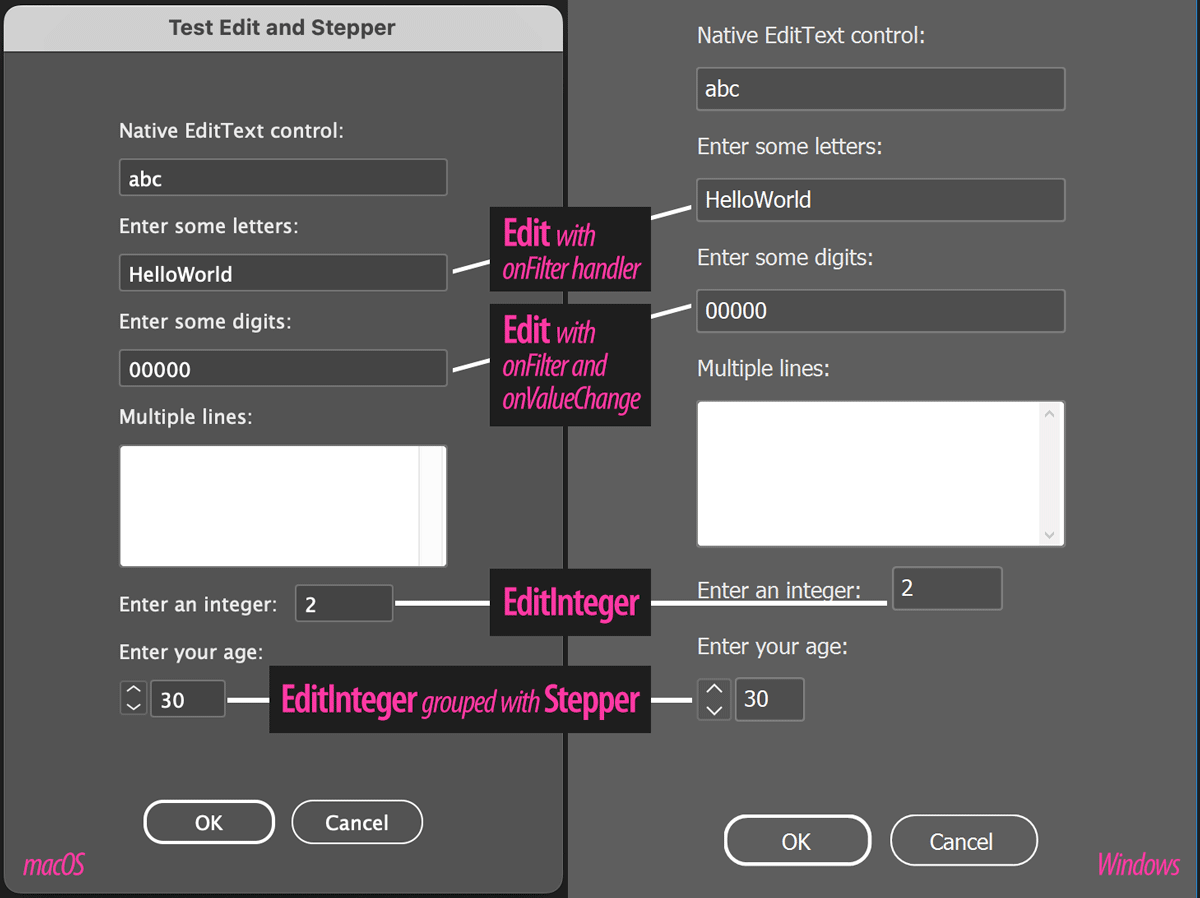 Test Edit and Stepper
Native EditText control:
abc
Enter some letters:
HelloWorld
Enter some digits:
00000
Multiple lines:
Enter an integer:
2
Enter your age:
30
OK
Cancel
macOS
Edit with
onFilter handler
Edit with
onFilter and
onValueChange
EditInteger
EditInteger grouped with Stepper
Native EditText control:
abc
Enter some letters:
HelloWorld
Enter some digits:
00000
Multiple lines:
Enter an integer:
2
Enter your age:
30
OK
Cancel
Windows